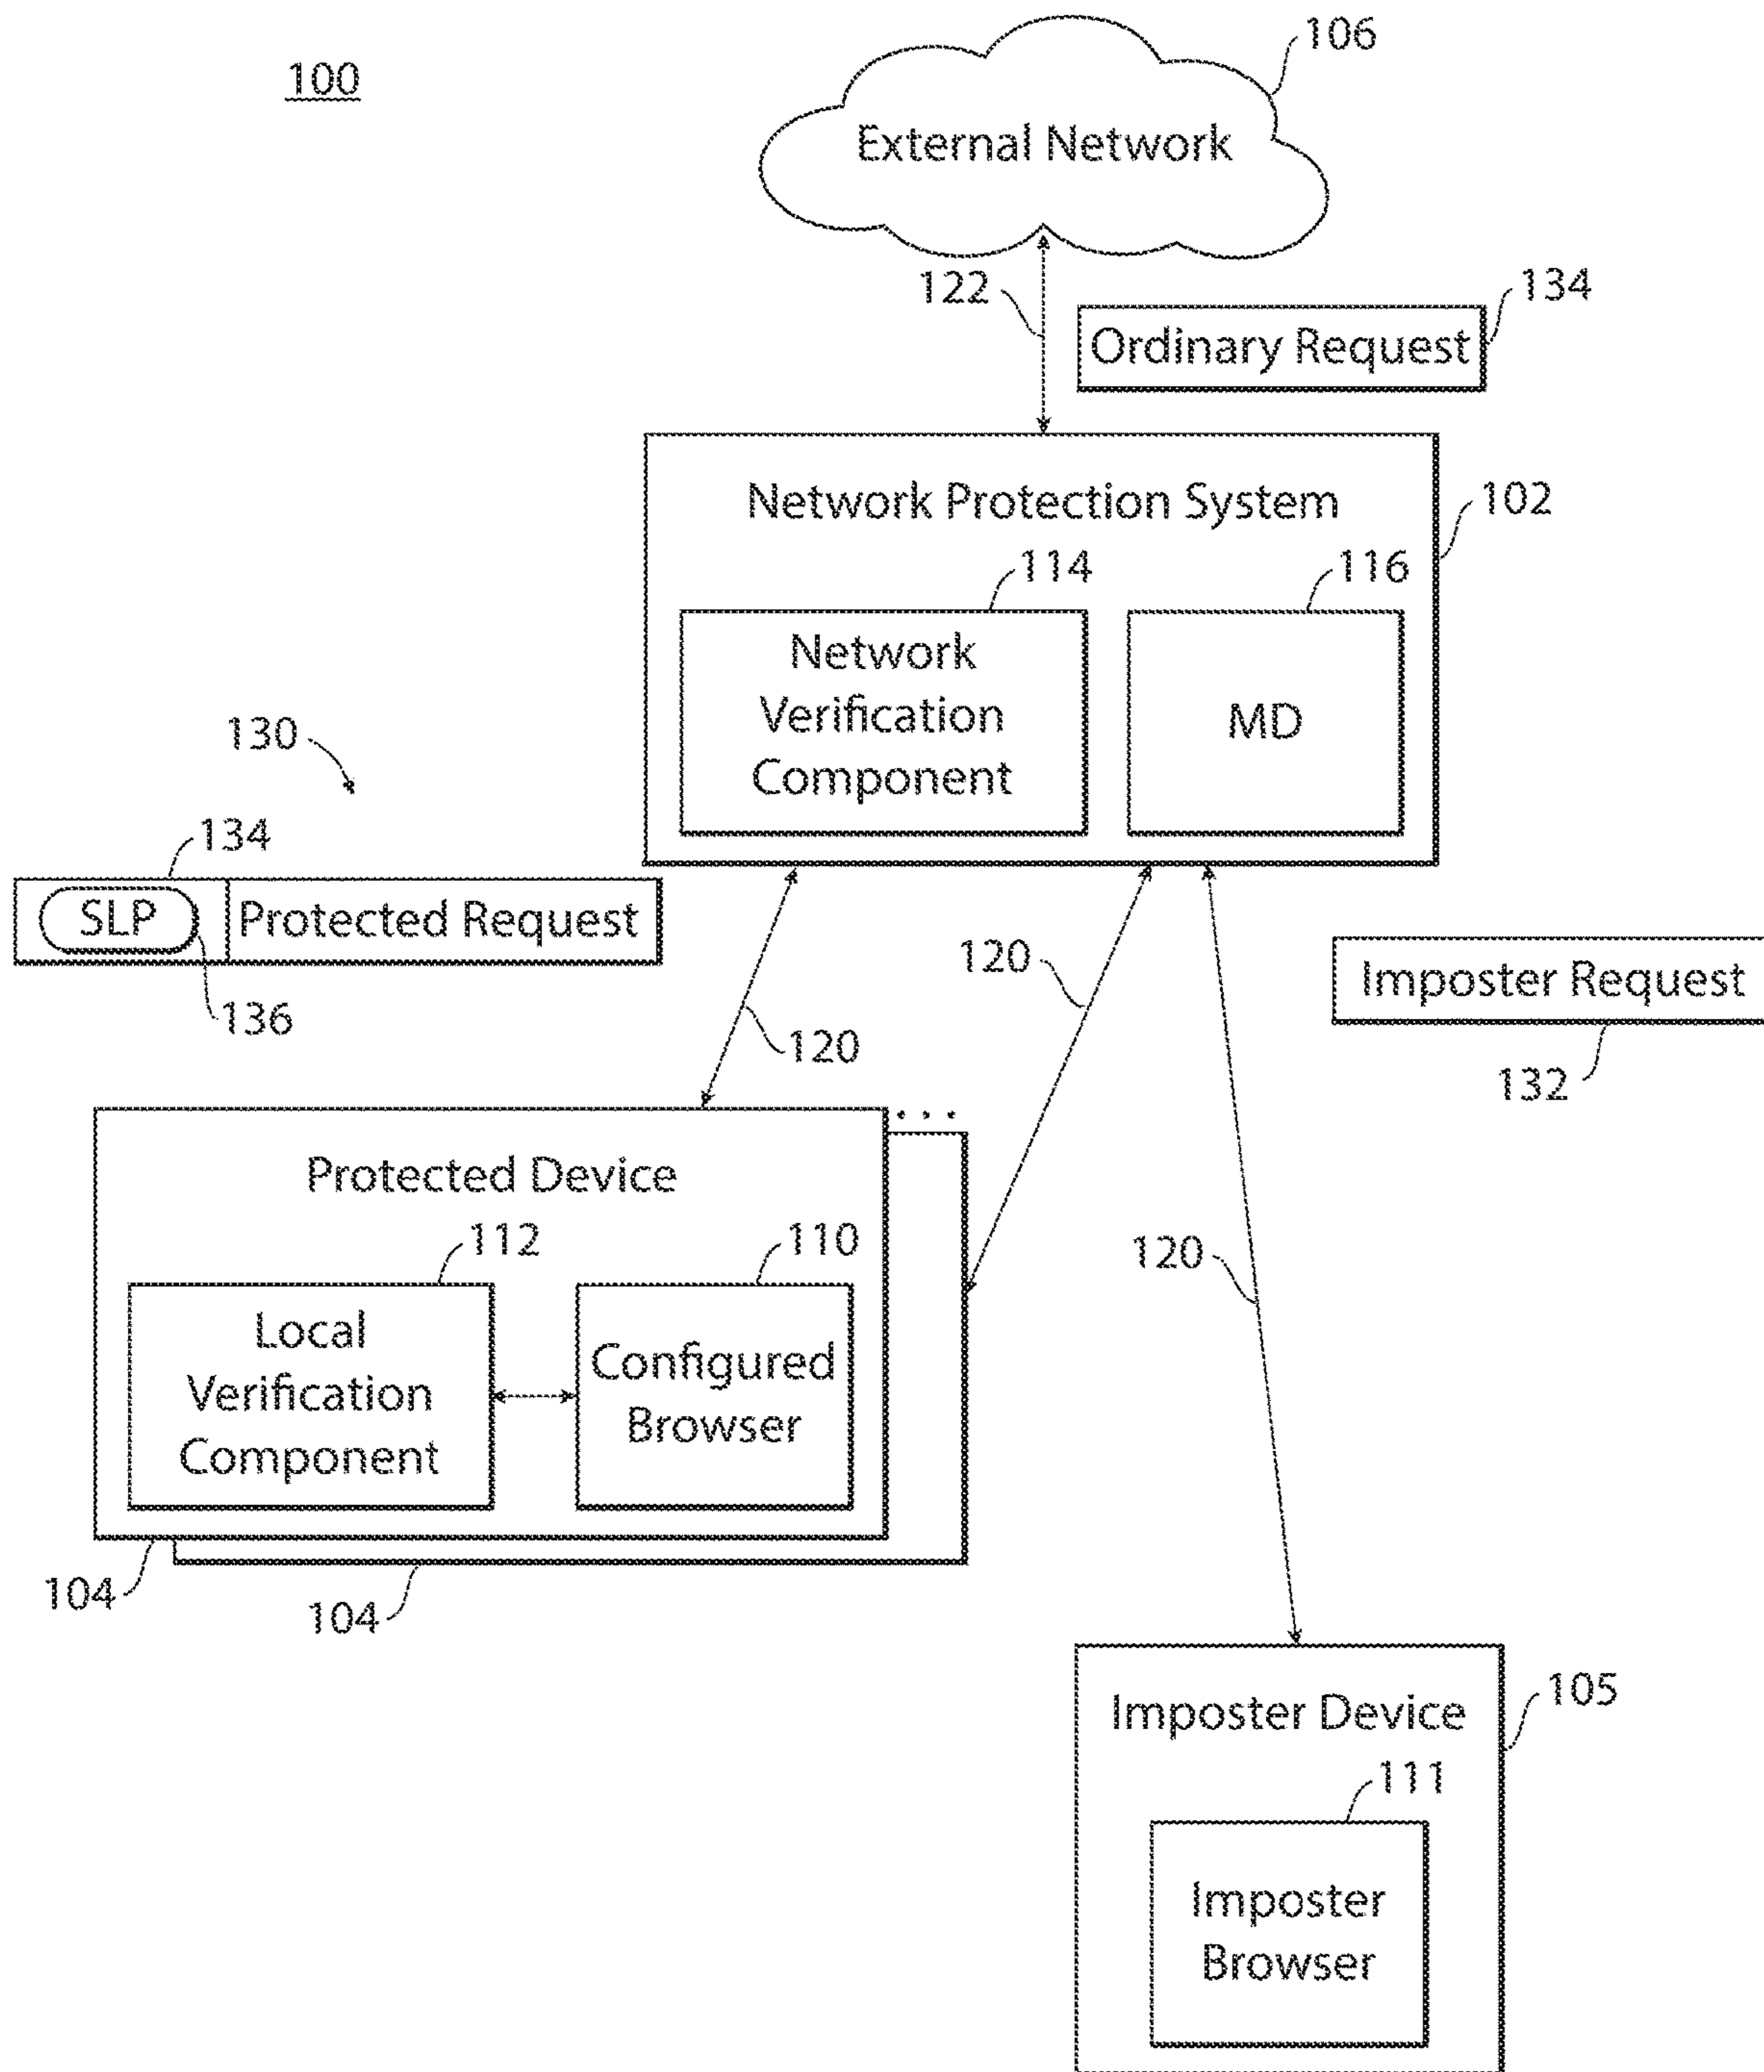 100
106
External Network
122
134
Ordinary Request
Network Protection System
102
114
116
Network
Verification
Component
MD
130
134
SLP
Protected Request
136
120
120
Imposter Request
132
...
Protected Device
112
110
Local
Verification
Component
Configured
Browser
120
104
104
Imposter Device
105
111
Imposter
Browser